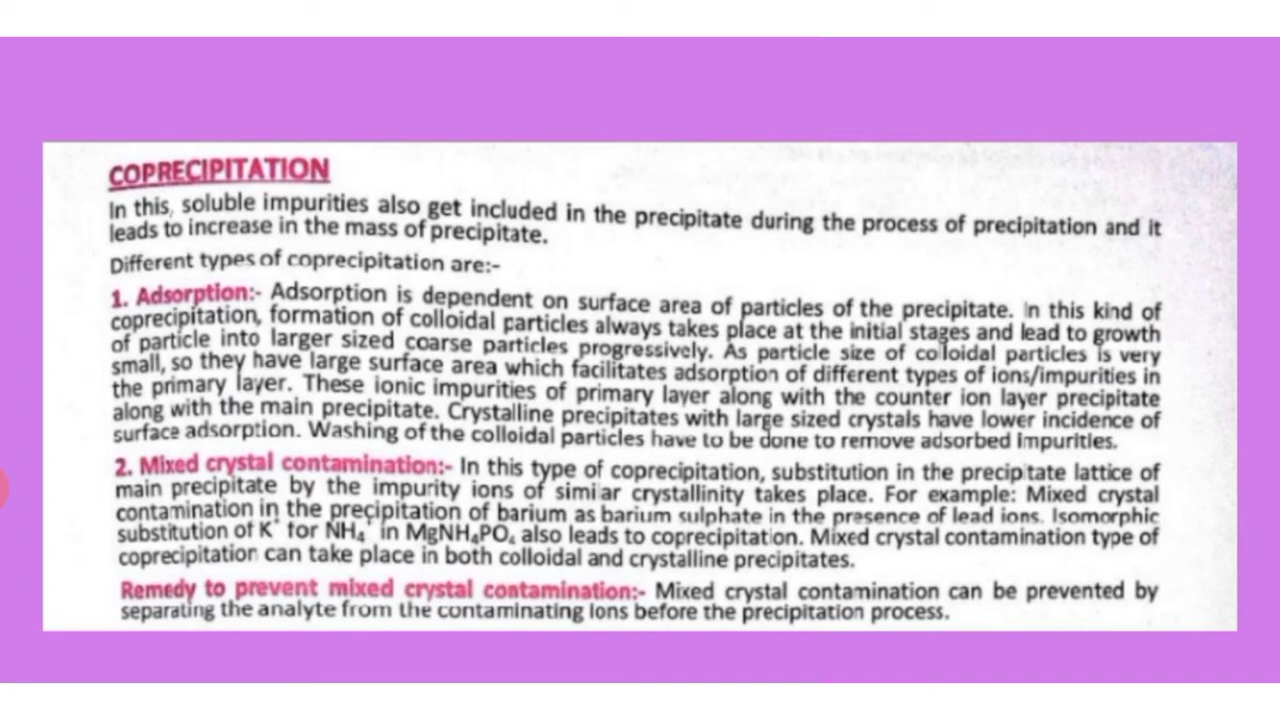 COPRECIPITATION
In this, soluble impurities also get included in the precipitate during the process of precipitation and it
leads to increase in the mass of precipitate.
Different types of coprecipitation are:-
1. Adsorption:- Adsorption is dependent on surface area of particles of the precipitate. In this kind of
coprecipitation, formation of colloidal particles always takes place at the initial stages and lead to growth
of particle into larger sized coarse particles progressively. As particle size of colloidal particles is very
small, so they have large surface area which facilitates adsorption of different types of ions/impurities in
the primary layer. These ionic impurities of primary layer along with the counter ion layer precipitate
along with the main precipitate. Crystalline precipitates with large sized crystals have lower incidence of
surface adsorption. Washing of the colloidal particles have to be done to remove adsorbed impurities.
2. Mixed crystal contamination:- In this type of coprecipitation, substitution in the precipitate lattice of
main precipitate by the impurity ions of similar crystallinity takes place. For example: Mixed crystal
contamination in the precipitation of barium as barium sulphate in the presence of lead ions. Isomorphic
substitution of K⁺ for NH₄⁺ in MgNH₄PO₄ also leads to coprecipitation. Mixed crystal contamination type of
coprecipitation can take place in both colloidal and crystalline precipitates.
Remedy to prevent mixed crystal contamination:- Mixed crystal contamination can be prevented by
separating the analyte from the contaminating ions before the precipitation process.